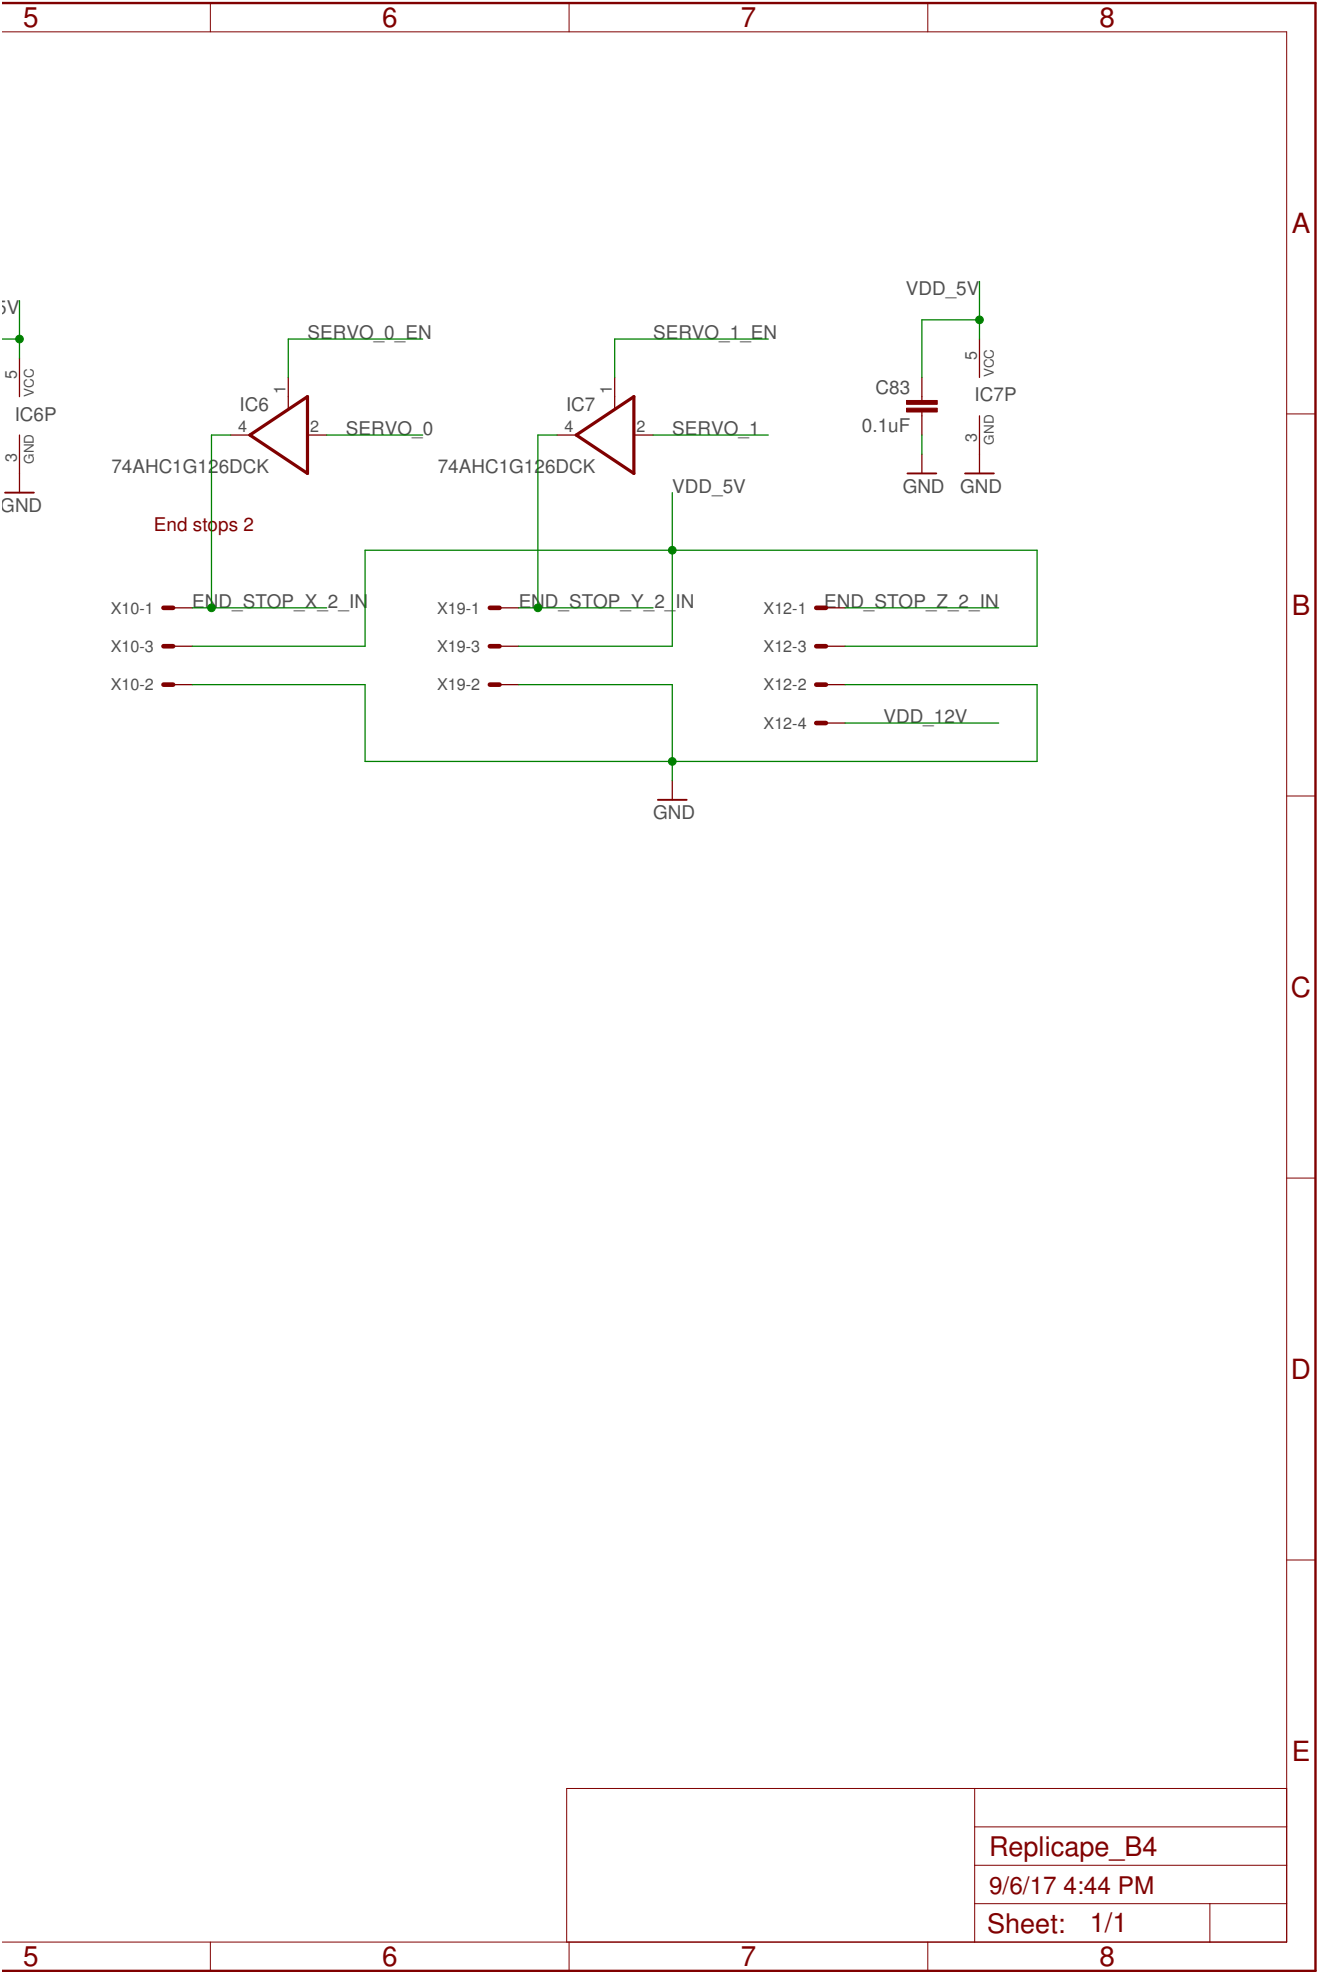 5 6 7 8
A
VDD_5V
5V
SERVO_0_EN SERVO_1_EN
5 VCC 1 1 5 VCC
C83
IC7P
IC6P IC6 IC7
4 2 SERVO_0 4 2 SERVO_1 0.1uF
3 GND 3 GND
74AHC1G126DCK 74AHC1G126DCK
VDD_5V GND GND
GND
End stops 2
X10-1 END_STOP_X_2_IN X19-1 END_STOP_Y_2_IN X12-1 END_STOP_Z_2_IN B
X10-3 X19-3 X12-3
X10-2 X19-2 X12-2
X12-4 VDD_12V
GND
C
D
E
Replicape_B4
9/6/17 4:44 PM
Sheet: 1/1
5 6 7 8